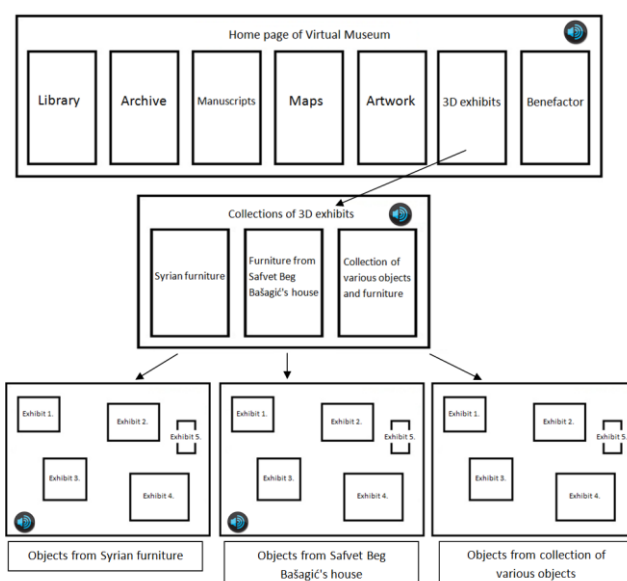 Home page of Virtual Museum
Library
Archive
Manuscripts
Maps
Artwork
3D exhibits
Benefactor
Collections of 3D exhibits
Syrian furniture
Furniture from
Safvet Beg
Bašagić's house
Collection of
various objects
and furniture
Exhibit 1.
Exhibit 2.
Exhibit 5.
Exhibit 3.
Exhibit 4.
Exhibit 1.
Exhibit 2.
Exhibit 5.
Exhibit 3.
Exhibit 4.
Exhibit 1.
Exhibit 2.
Exhibit 5.
Exhibit 3.
Exhibit 4.
Objects from Syrian furniture
Objects from Safvet Beg
Bašagić's house
Objects from collection of
various objects